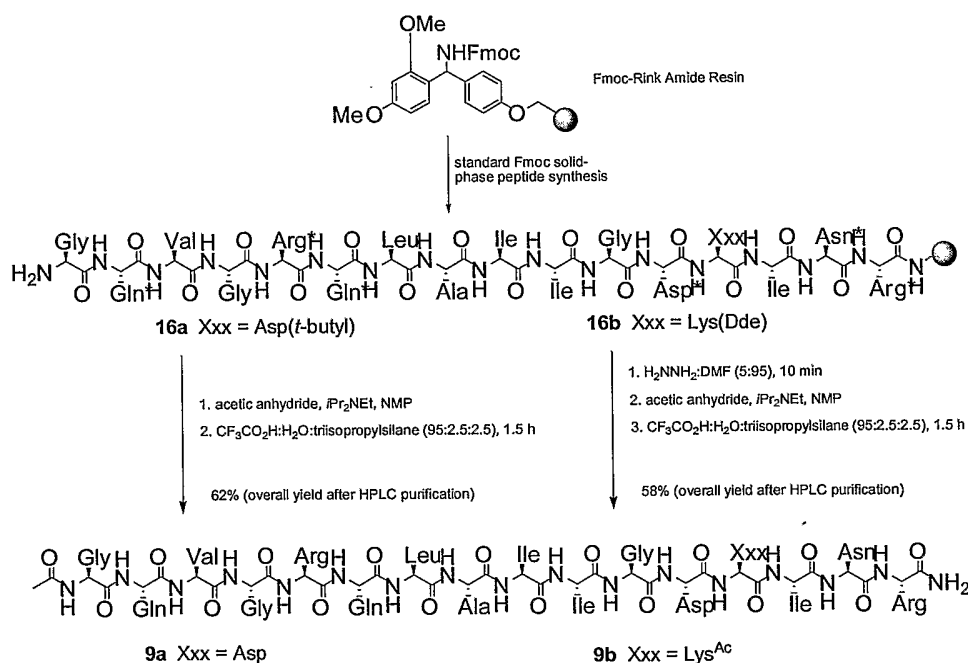 OMe
NHFmoc
MeO
O
Fmoc-Rink Amide Resin
standard Fmoc solid-
phase peptide synthesis
Gly H O Val H O Arg* H O Leu H O Ile H O Gly H O Xxx H O Asn* H O H
H2N N N N N N N N N N N N N N N N N
O Gln* H O Gly H O Gln* H O Ala H O Ile H O Asp* H O Ile H O Arg*
16a Xxx = Asp(t-butyl)
16b Xxx = Lys(Dde)
1. acetic anhydride, iPr2NEt, NMP
2. CF3CO2H:H2O:triisopropylsilane (95:2.5:2.5), 1.5 h
62% (overall yield after HPLC purification)
1. H2NNH2:DMF (5:95), 10 min
2. acetic anhydride, iPr2NEt, NMP
3. CF3CO2H:H2O:triisopropylsilane (95:2.5:2.5), 1.5 h
58% (overall yield after HPLC purification)
O Gly H O Val H O Arg H O Leu H O Ile H O Gly H O Xxx H O Asn H O
N N N N N N N N N N N N N N N N NH2
H O Gln H O Gly H O Gln H O Ala H O Ile H O Asp H O Ile H O Arg
9a Xxx = Asp
9b Xxx = LysAc